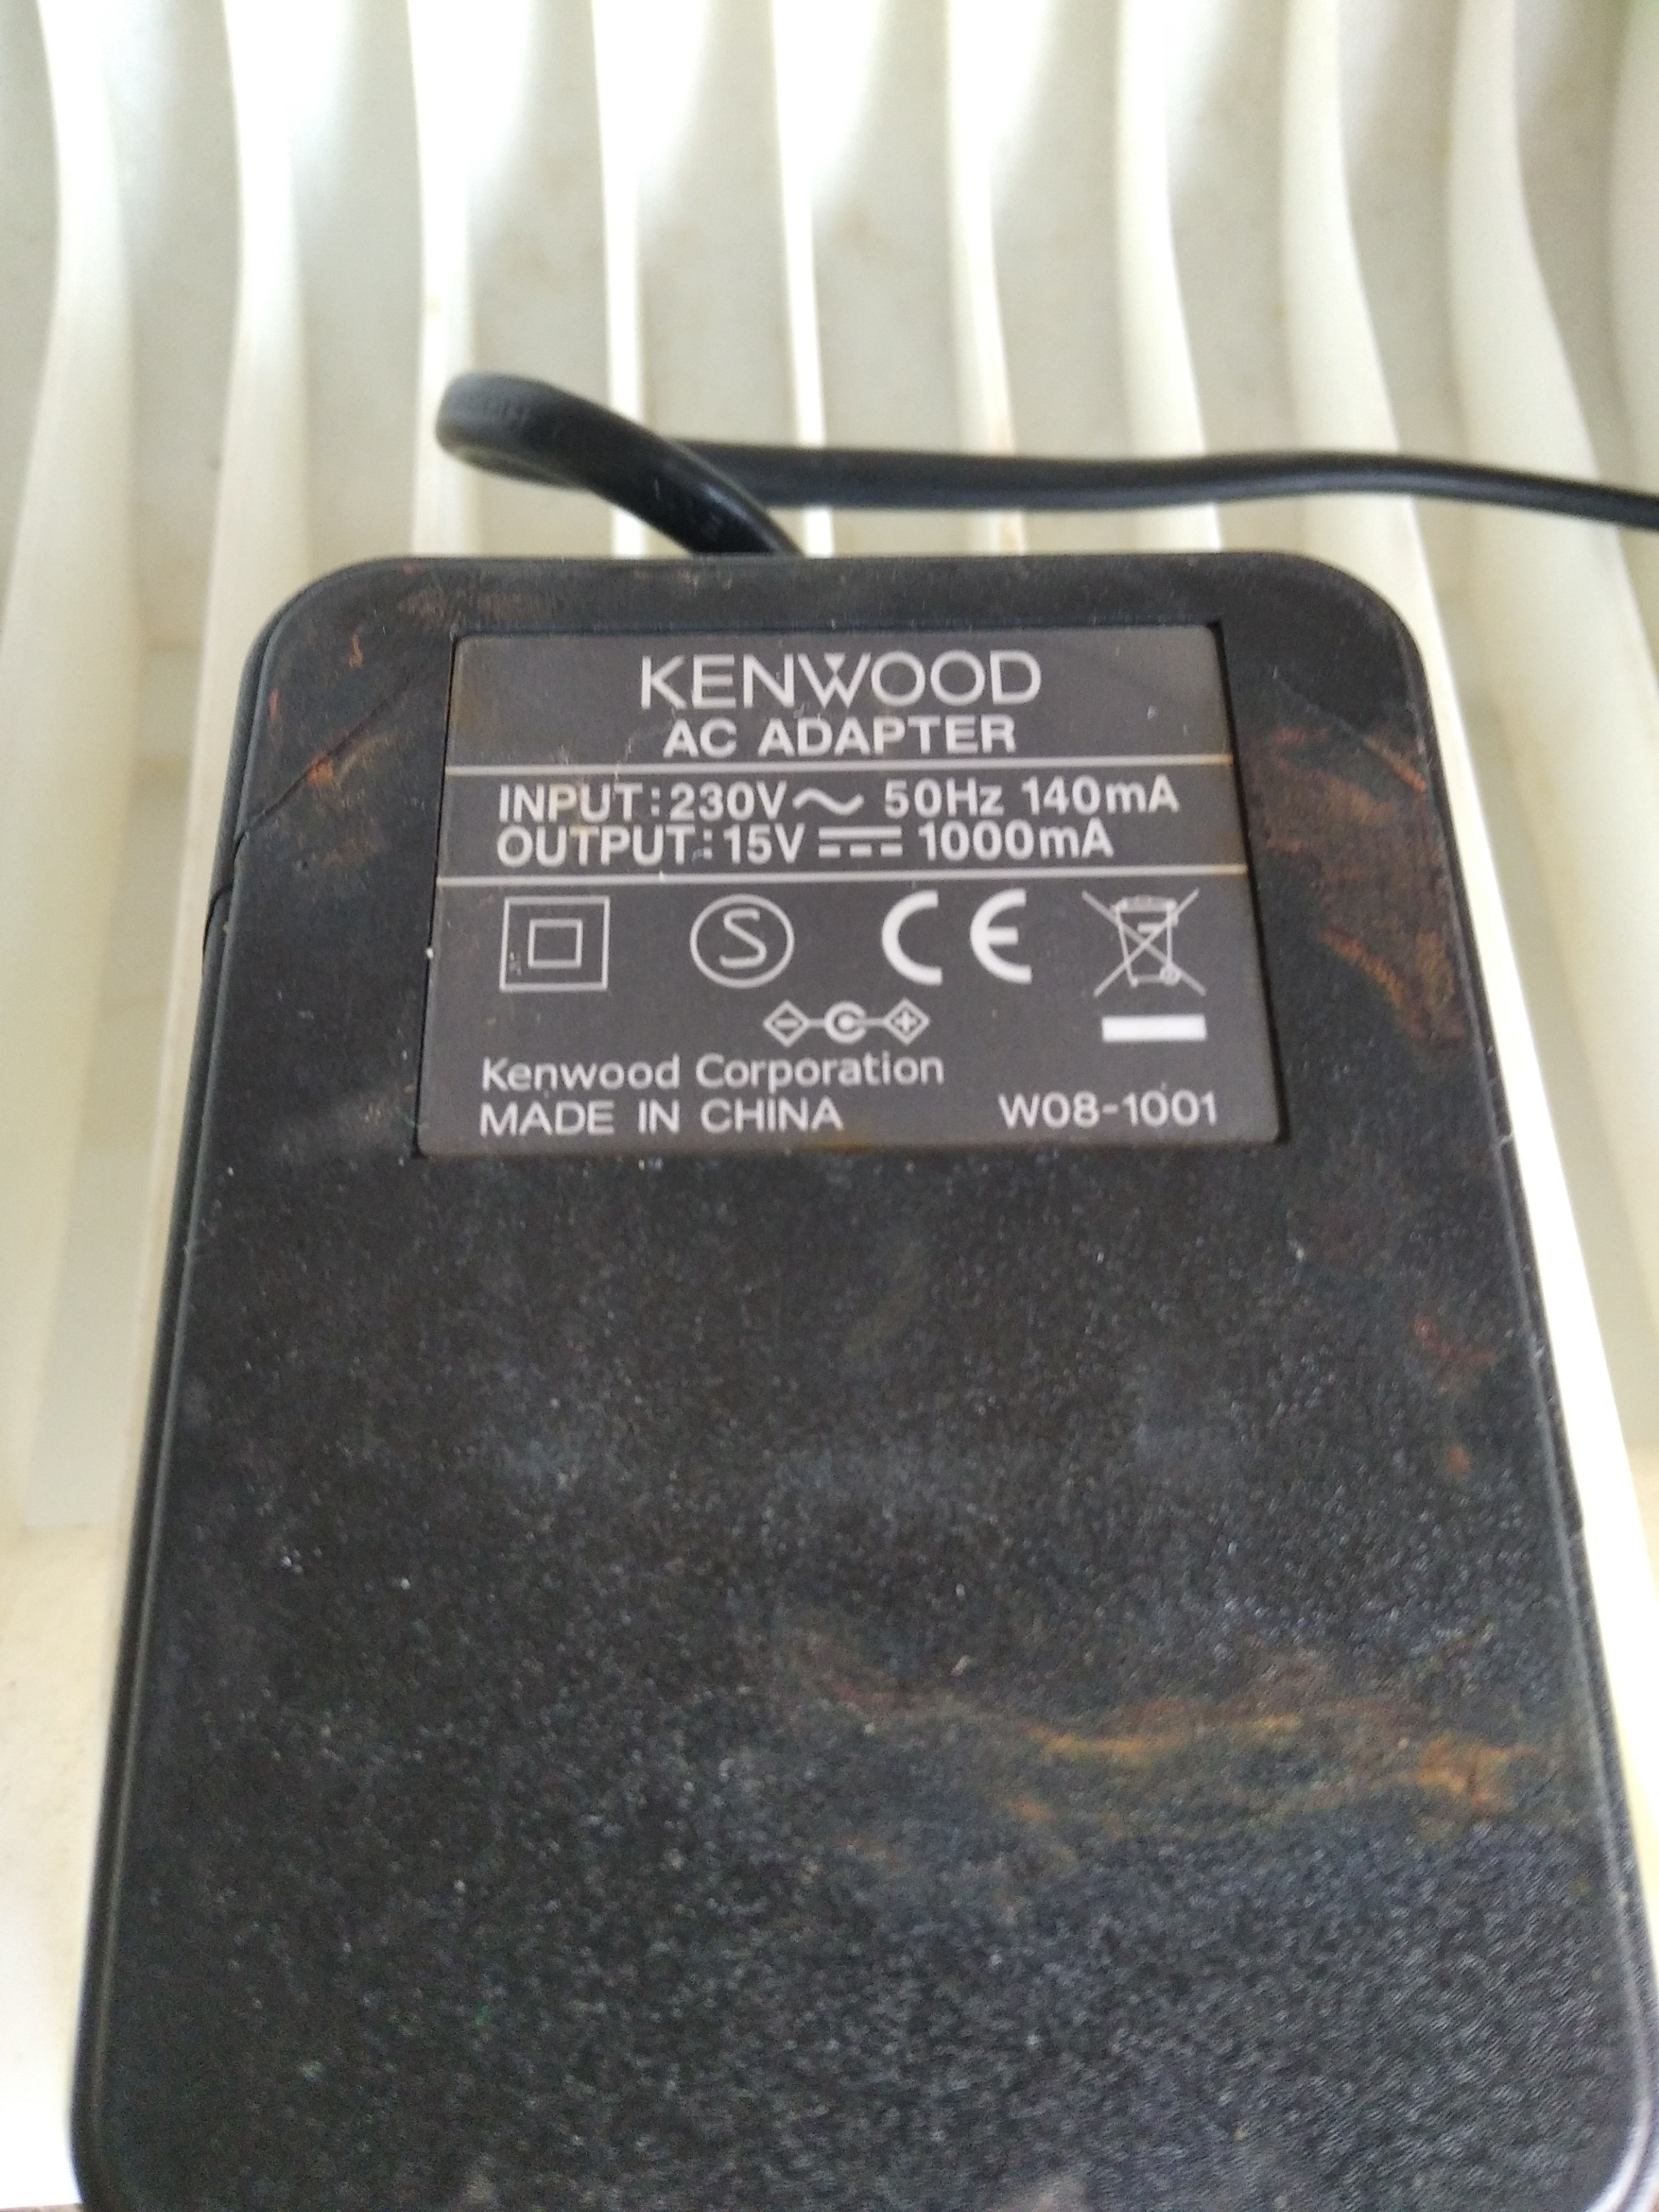 KENWOOD
AC ADAPTER
INPUT: 230V ~ 50Hz 140mA
OUTPUT: 15V ⎓ 1000mA
S
CE
Kenwood Corporation
MADE IN CHINA W08-1001